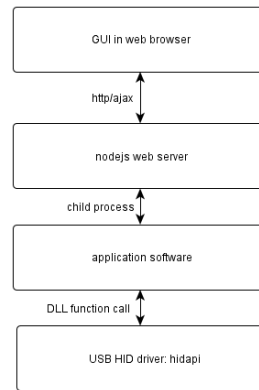 GUI in web browser
http/ajax
nodejs web server
child process
application software
DLL function call
USB HID driver: hidapi